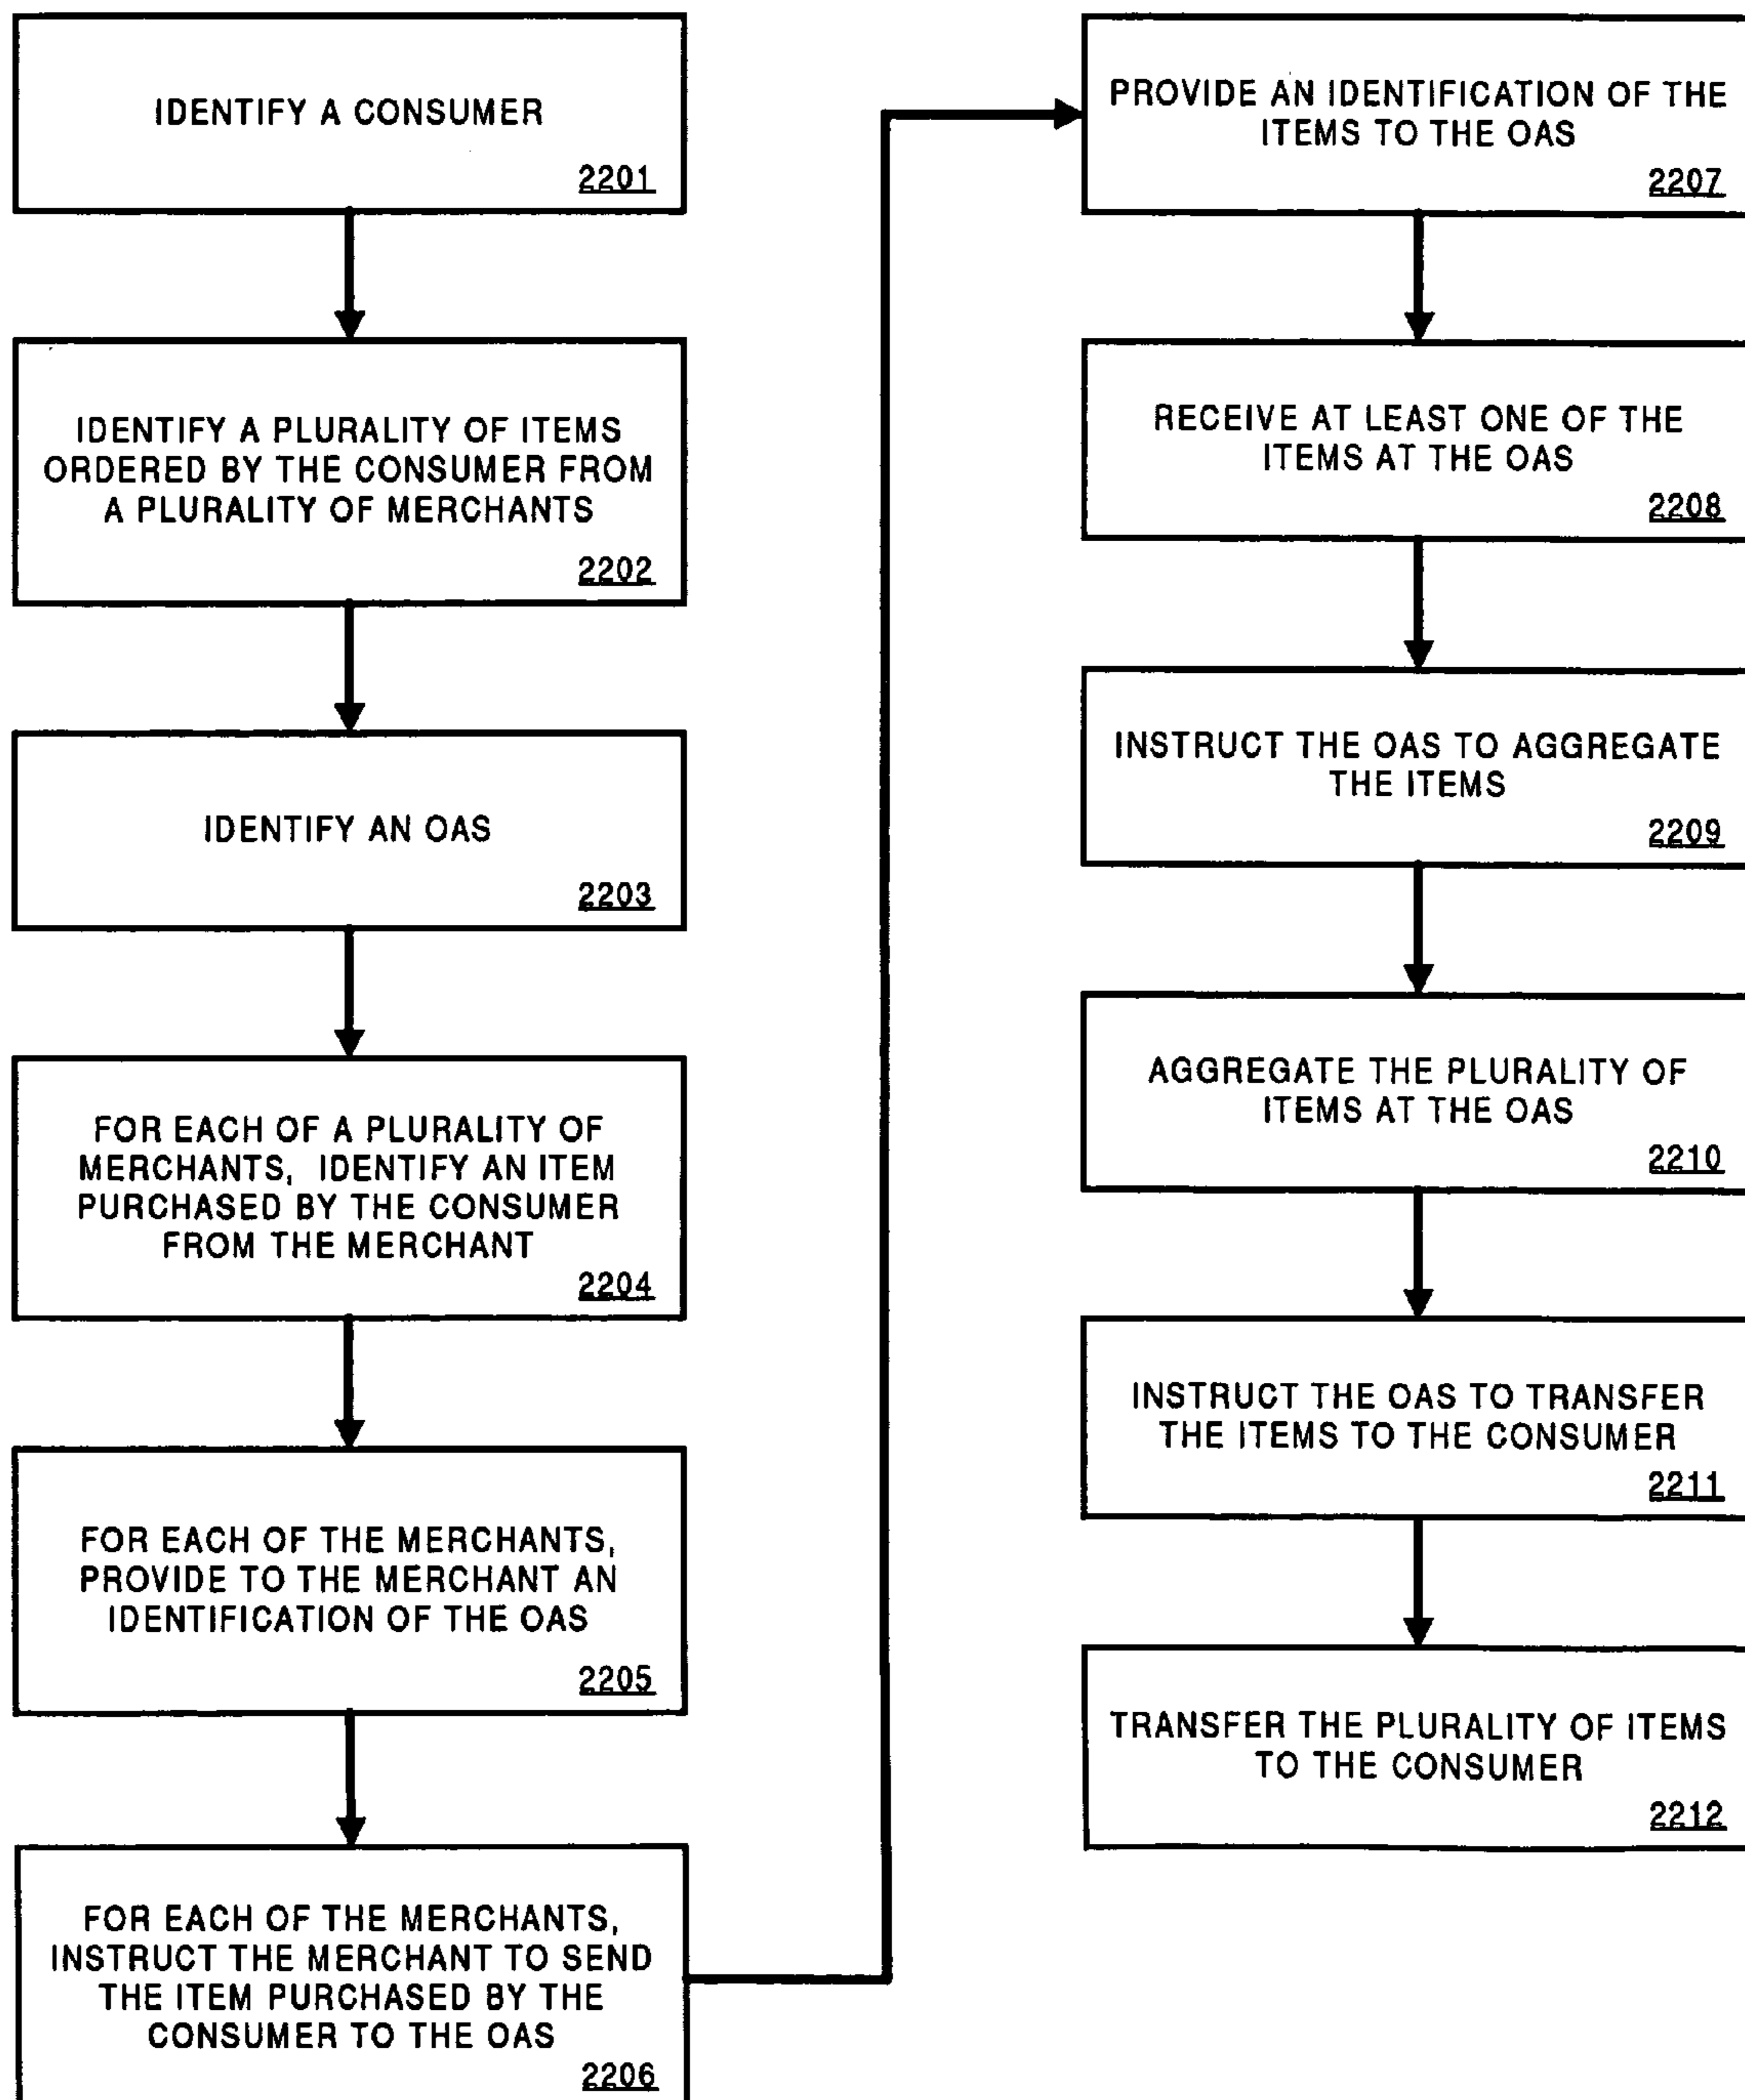 IDENTIFY A CONSUMER
2201
IDENTIFY A PLURALITY OF ITEMS
ORDERED BY THE CONSUMER FROM
A PLURALITY OF MERCHANTS
2202
IDENTIFY AN OAS
2203
FOR EACH OF A PLURALITY OF
MERCHANTS, IDENTIFY AN ITEM
PURCHASED BY THE CONSUMER
FROM THE MERCHANT
2204
FOR EACH OF THE MERCHANTS,
PROVIDE TO THE MERCHANT AN
IDENTIFICATION OF THE OAS
2205
FOR EACH OF THE MERCHANTS,
INSTRUCT THE MERCHANT TO SEND
THE ITEM PURCHASED BY THE
CONSUMER TO THE OAS
2206
PROVIDE AN IDENTIFICATION OF THE
ITEMS TO THE OAS
2207
RECEIVE AT LEAST ONE OF THE
ITEMS AT THE OAS
2208
INSTRUCT THE OAS TO AGGREGATE
THE ITEMS
2209
AGGREGATE THE PLURALITY OF
ITEMS AT THE OAS
2210
INSTRUCT THE OAS TO TRANSFER
THE ITEMS TO THE CONSUMER
2211
TRANSFER THE PLURALITY OF ITEMS
TO THE CONSUMER
2212